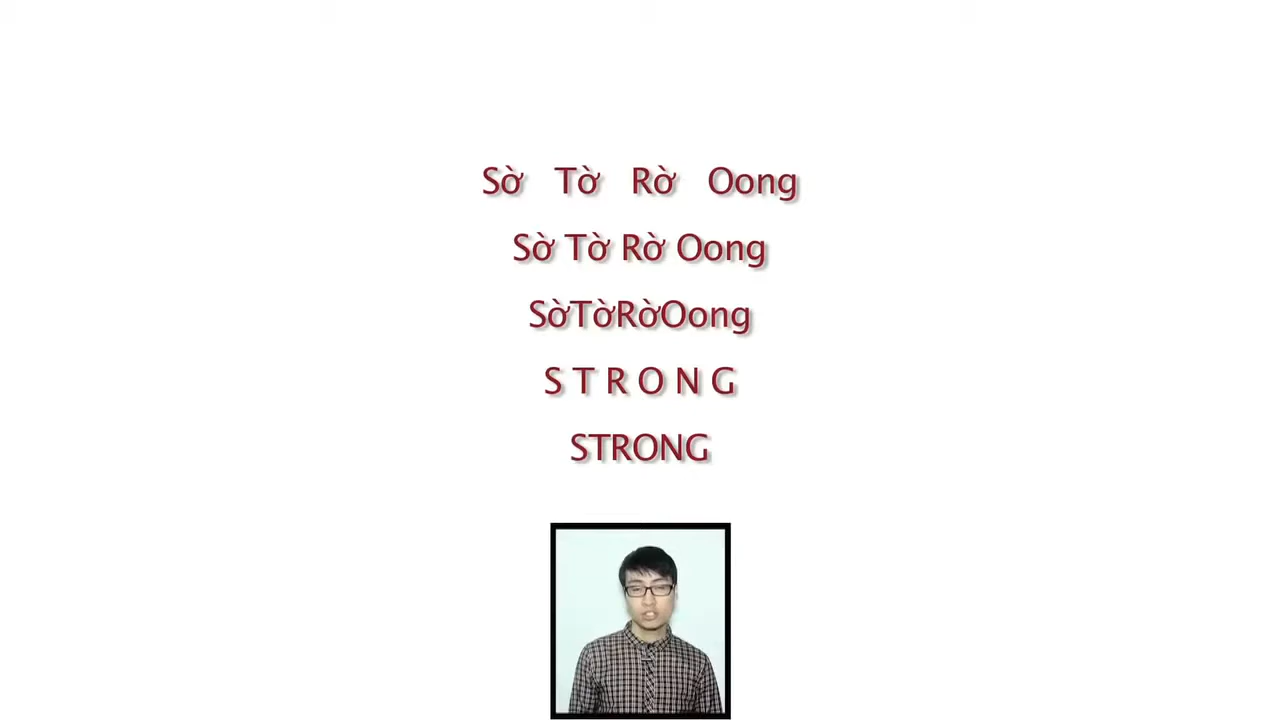 Sờ Tờ Rờ Oong
Sờ Tờ Rờ Oong
SờTờRờOong
S T R O N G
STRONG